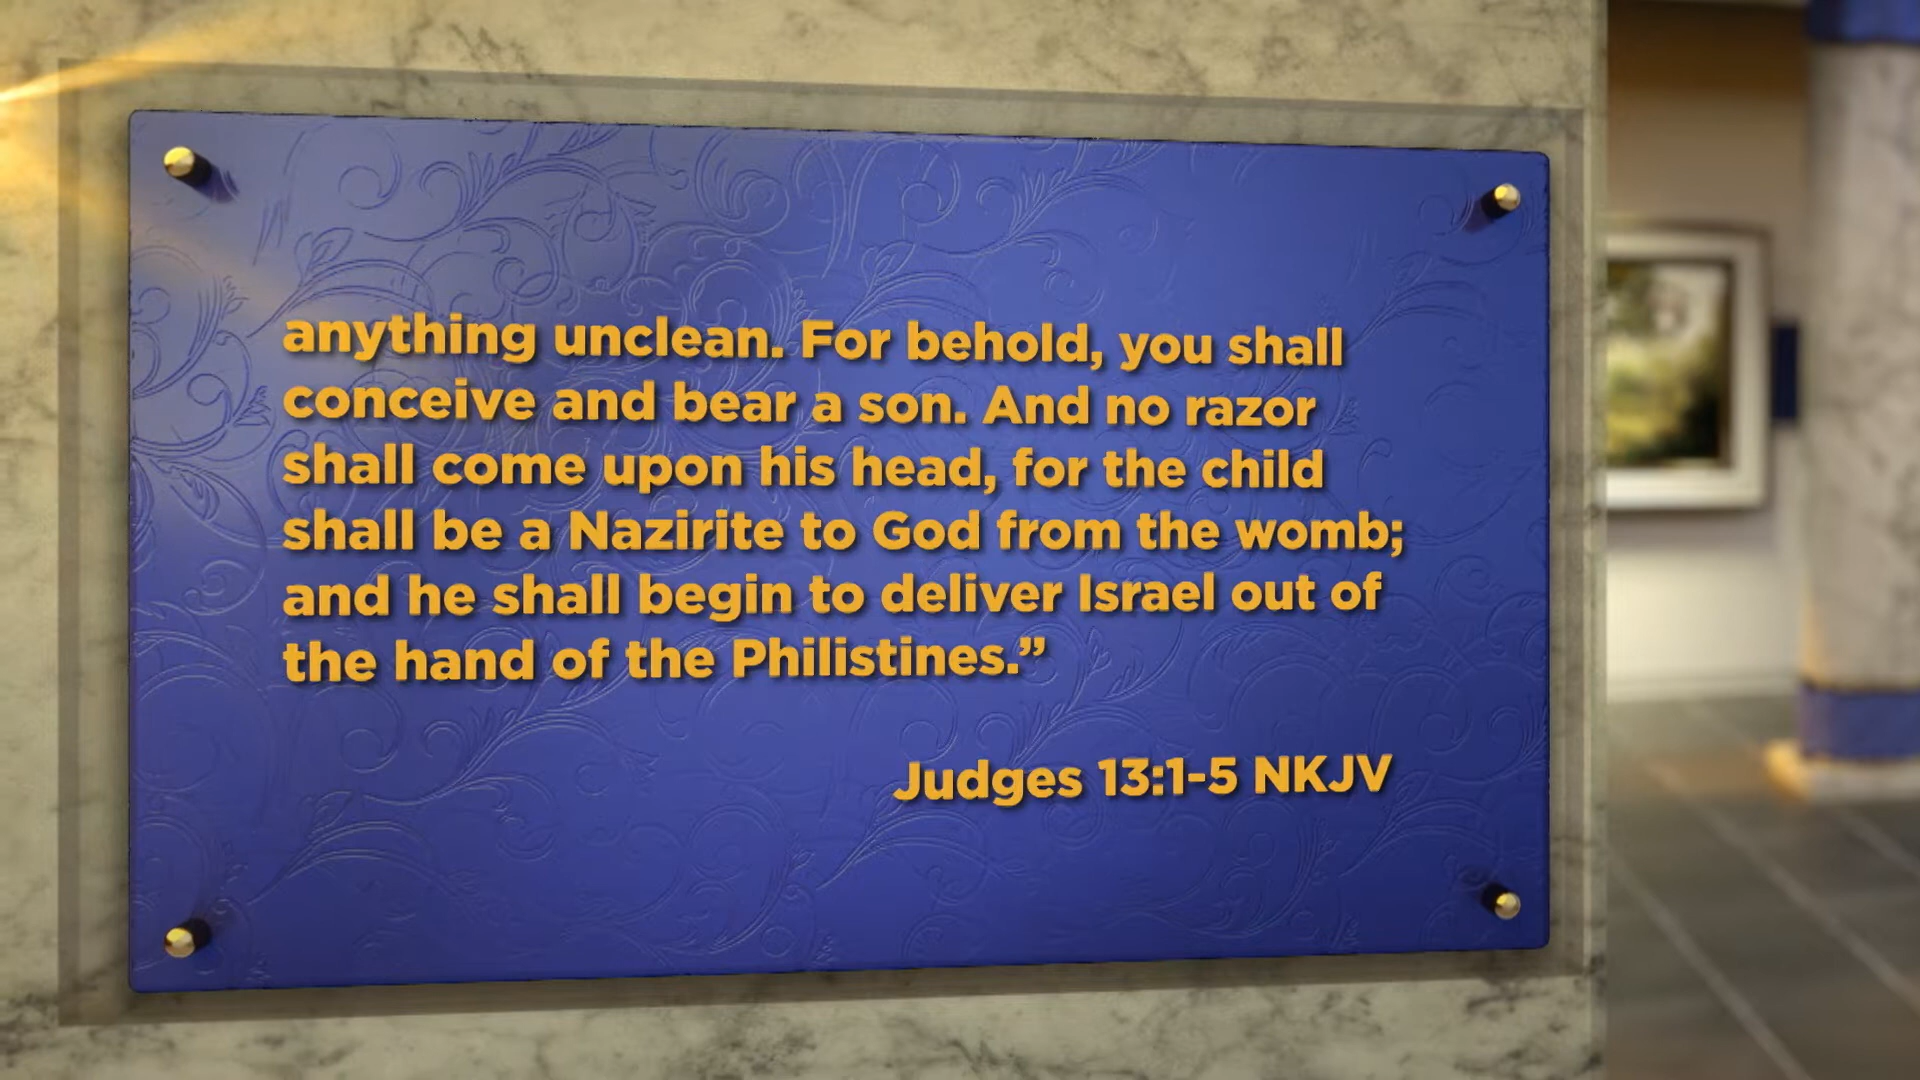 anything unclean. For behold, you shall
conceive and bear a son. And no razor
shall come upon his head, for the child
shall be a Nazirite to God from the womb;
and he shall begin to deliver Israel out of
the hand of the Philistines.”
Judges 13:1-5 NKJV